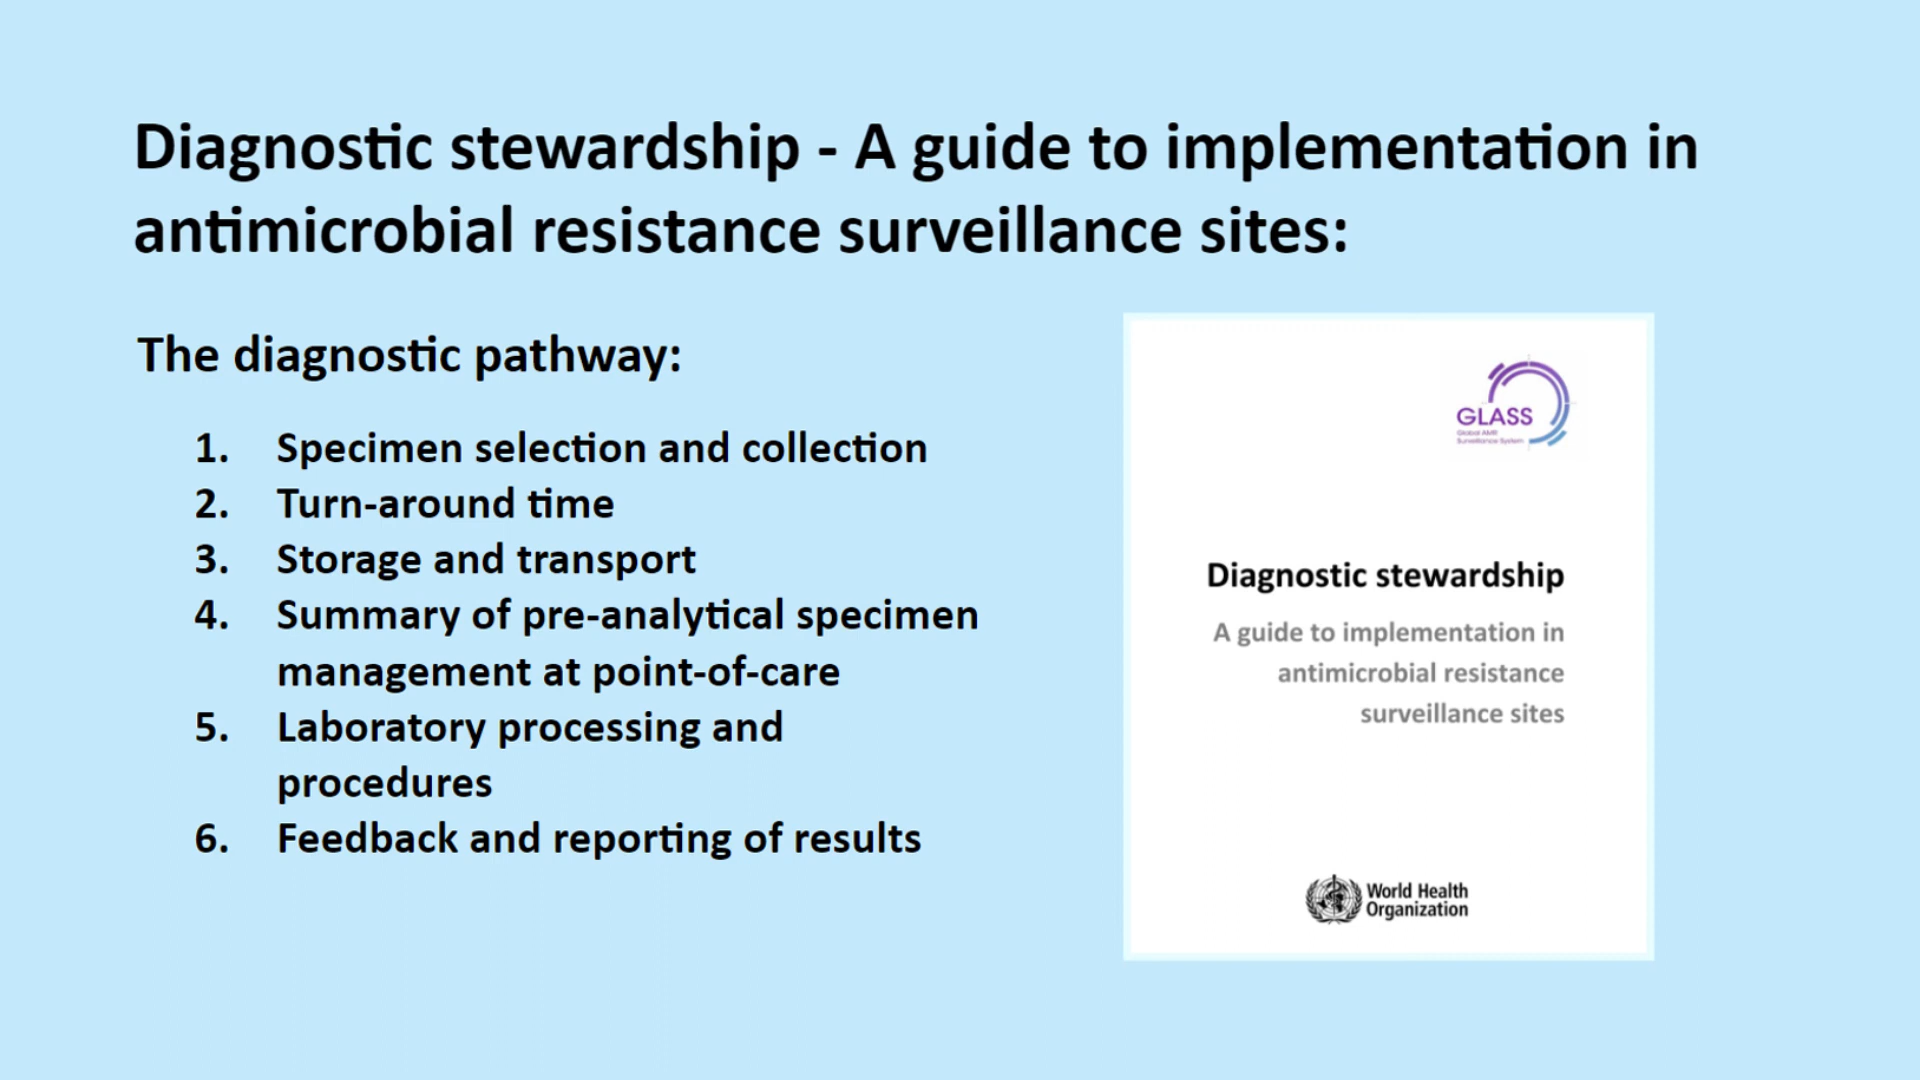 Diagnostic stewardship - A guide to implementation in
antimicrobial resistance surveillance sites:
The diagnostic pathway:
1. Specimen selection and collection
2. Turn-around time
3. Storage and transport
4. Summary of pre-analytical specimen
management at point-of-care
5. Laboratory processing and
procedures
6. Feedback and reporting of results
GLASS
Global AMR
Surveillance System
Diagnostic stewardship
A guide to implementation in
antimicrobial resistance
surveillance sites
World Health
Organization